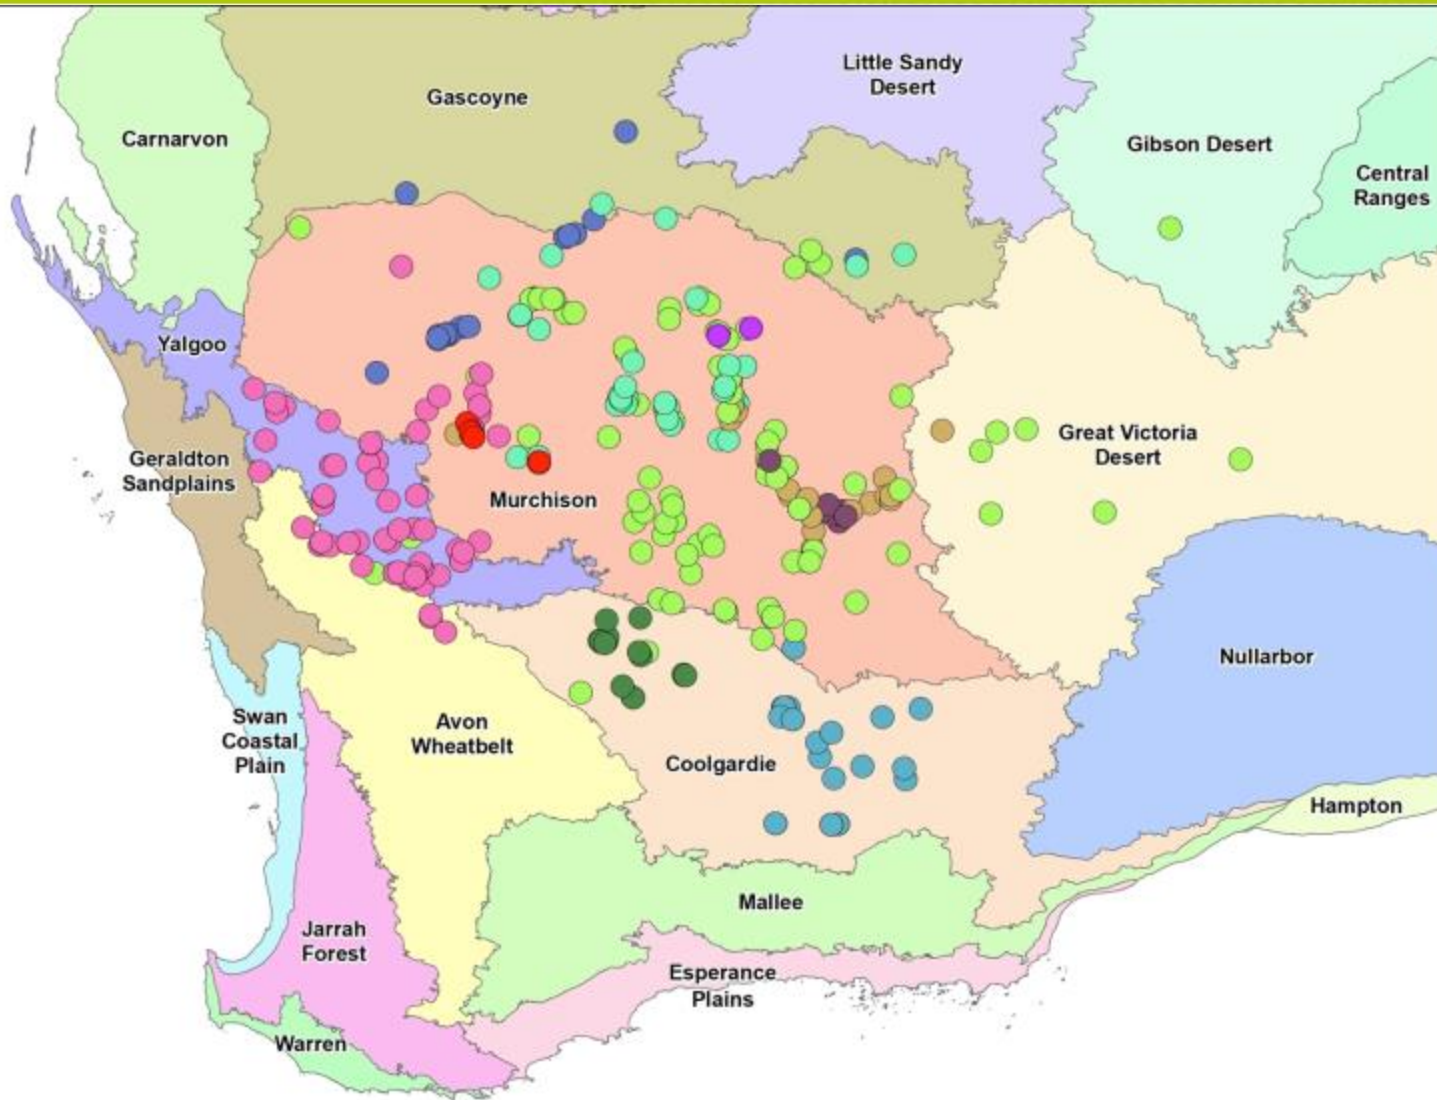 Little Sandy
Desert
Gascoyne
Carnarvon
Gibson Desert
Central
Ranges
Yalgoo
Great Victoria
Desert
Geraldton
Sandplains
Murchison
Nullarbor
Swan
Coastal
Plain
Avon
Wheatbelt
Coolgardie
Hampton
Mallee
Jarrah
Forest
Esperance
Plains
Warren